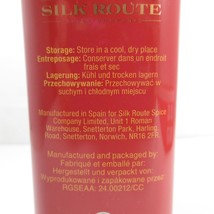 SILK ROUTE
Storage: Store in a cool, dry place
Entreposage: Conserver dans un endroit
frais et sec
Lagerung: Kühl und trocken lagern
Przechowywanie: Przechowywać w
suchym i chłodnym miejscu
Manufactured in Spain for Silk Route Spice
Company Limited, Unit 1 Roman
Warehouse, Snetterton Park, Harling
Road, Snetterton, Norwich. NR16 2FA
Manufactured and packaged by:
Fabriqué et emballé par:
Hergestellt und verpackt von:
Wyprodukowane i zapakowane przez:
RGSEAA: 24.00212/CC